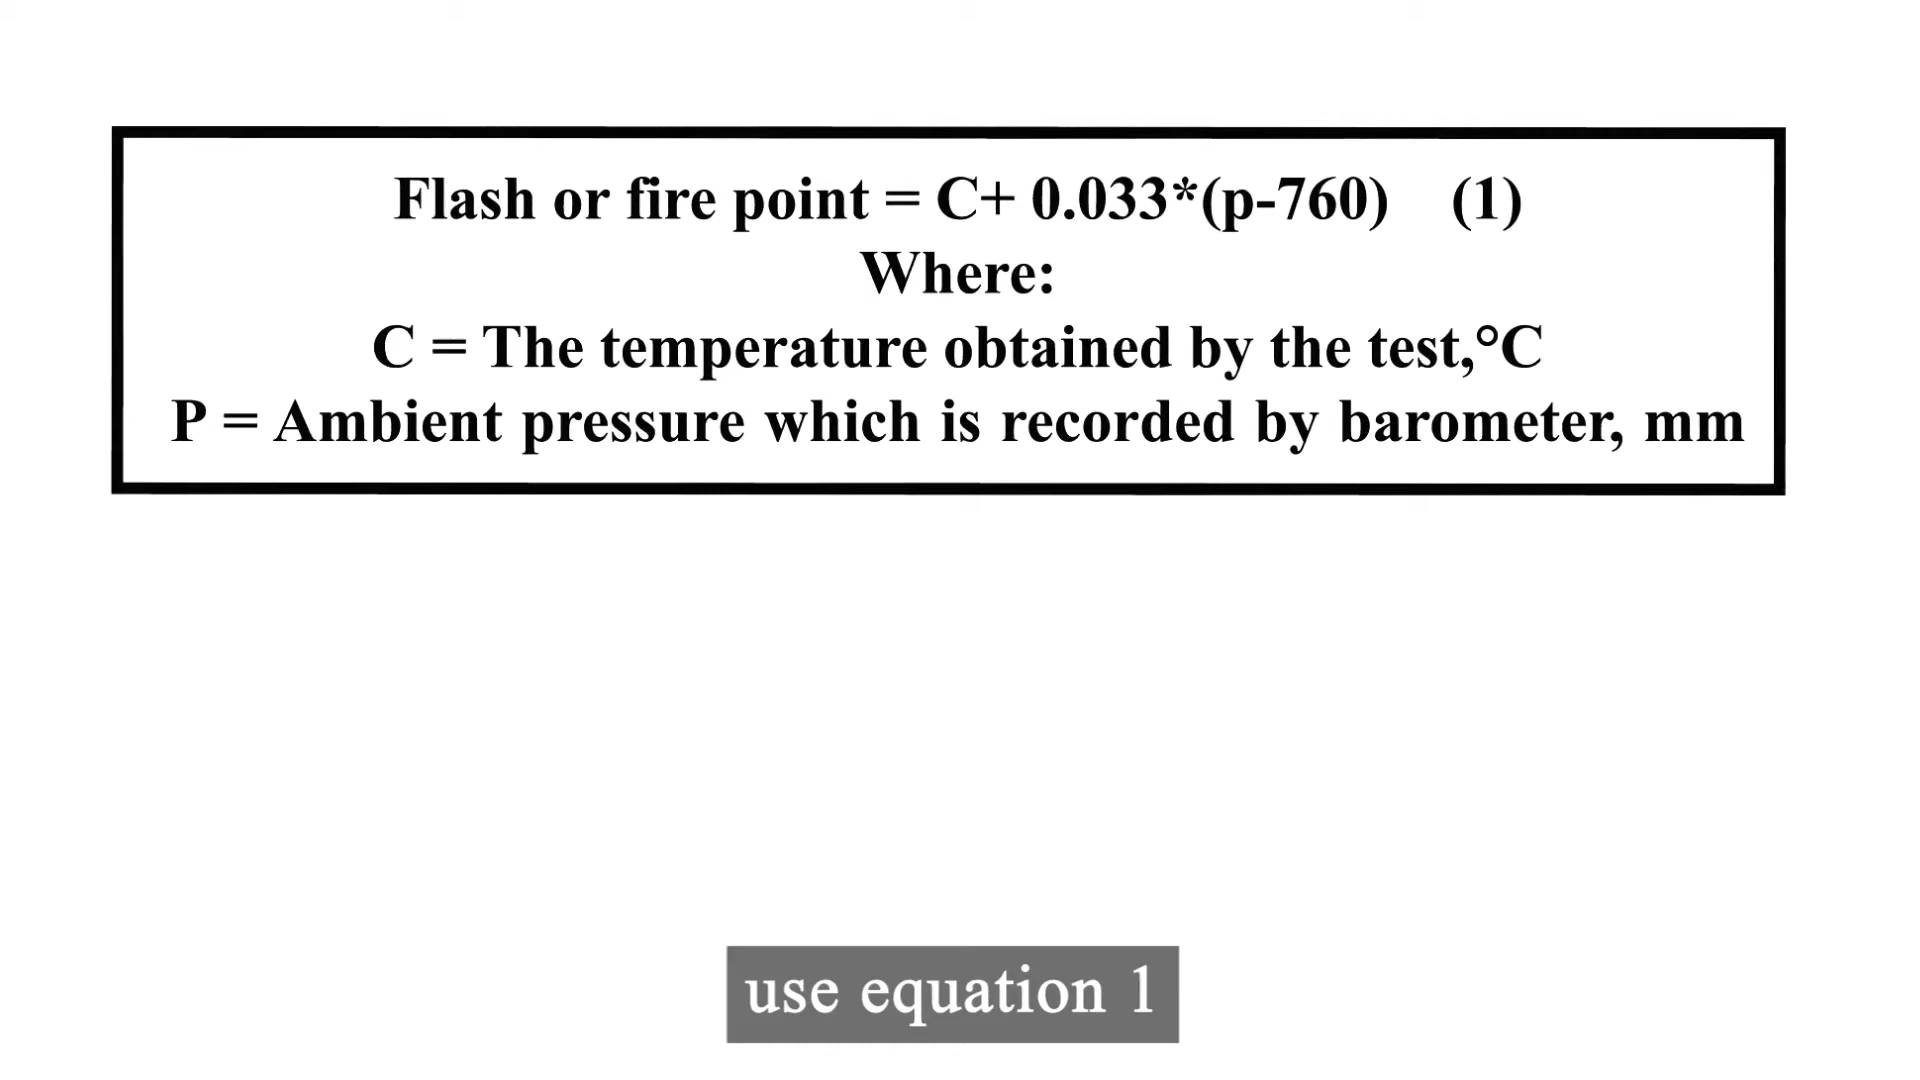 Flash or fire point = C+ 0.033*(p-760) (1)
Where:
C = The temperature obtained by the test,°C
P = Ambient pressure which is recorded by barometer, mm
use equation 1